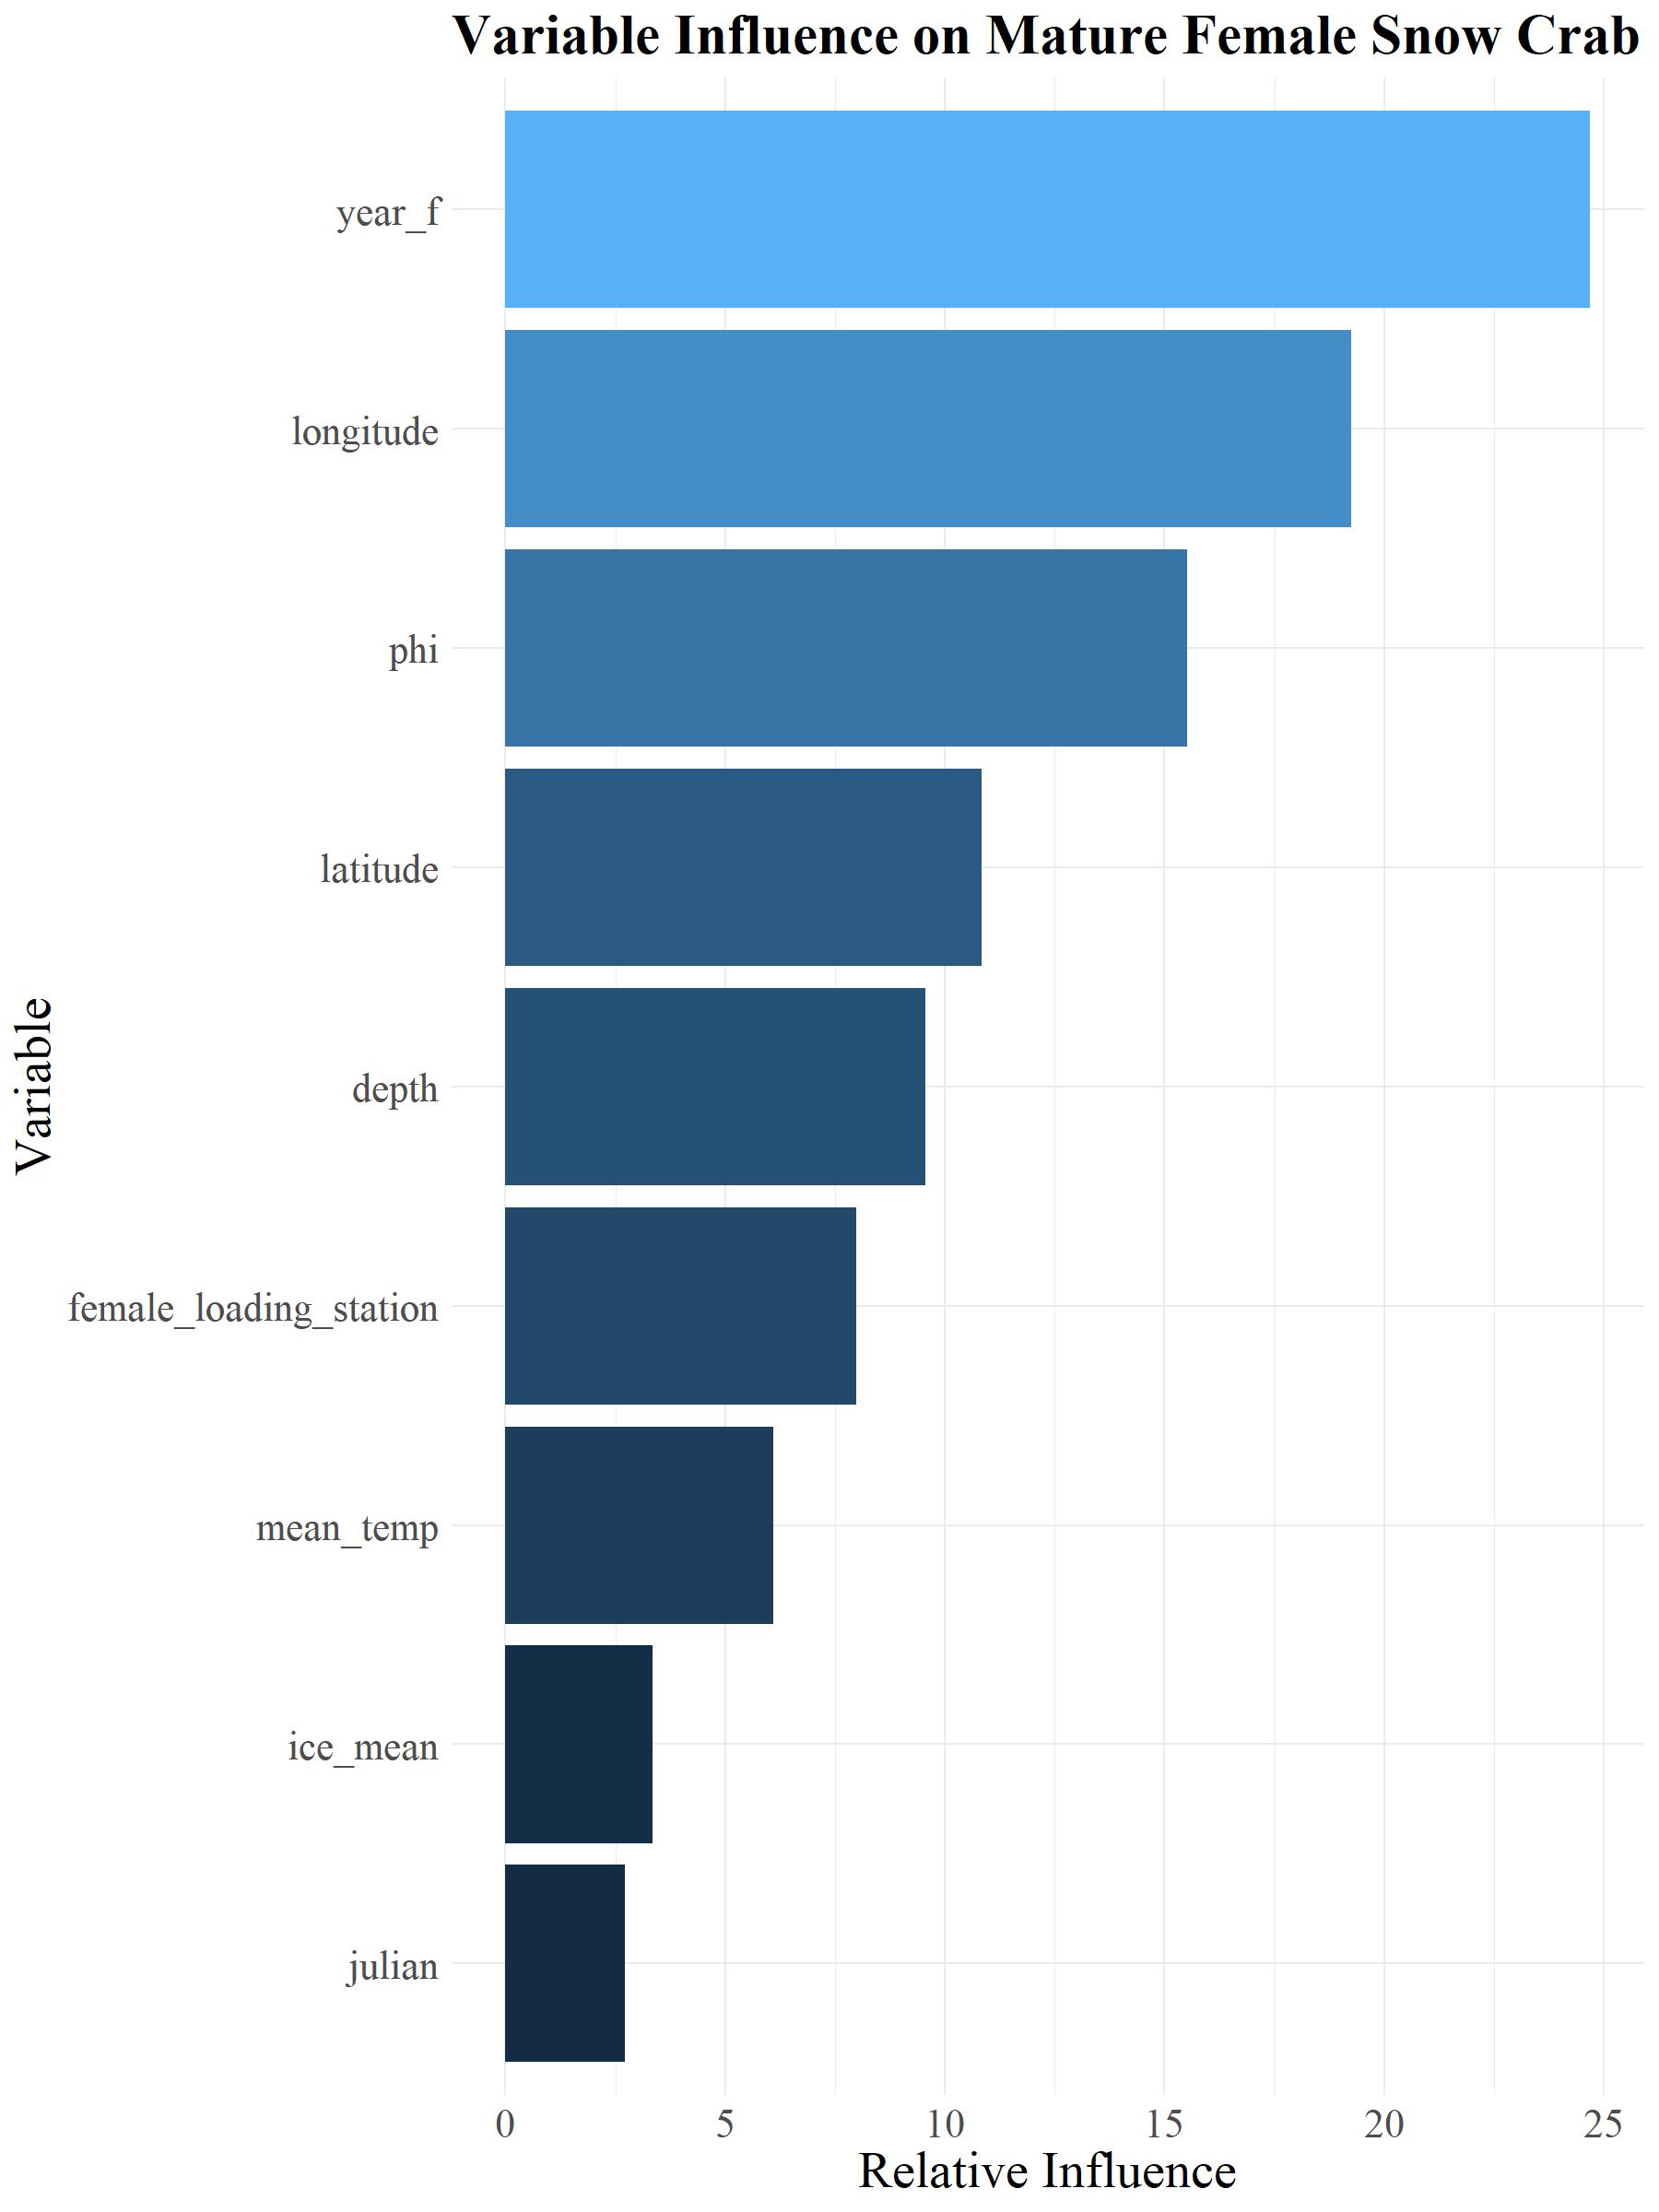 Variable Influence on Mature Female Snow Crab
year_f
longitude
phi
latitude
depth
female_loading_station
mean_temp
ice_mean
julian
Variable
0 5 10 15 20 25
Relative Influence